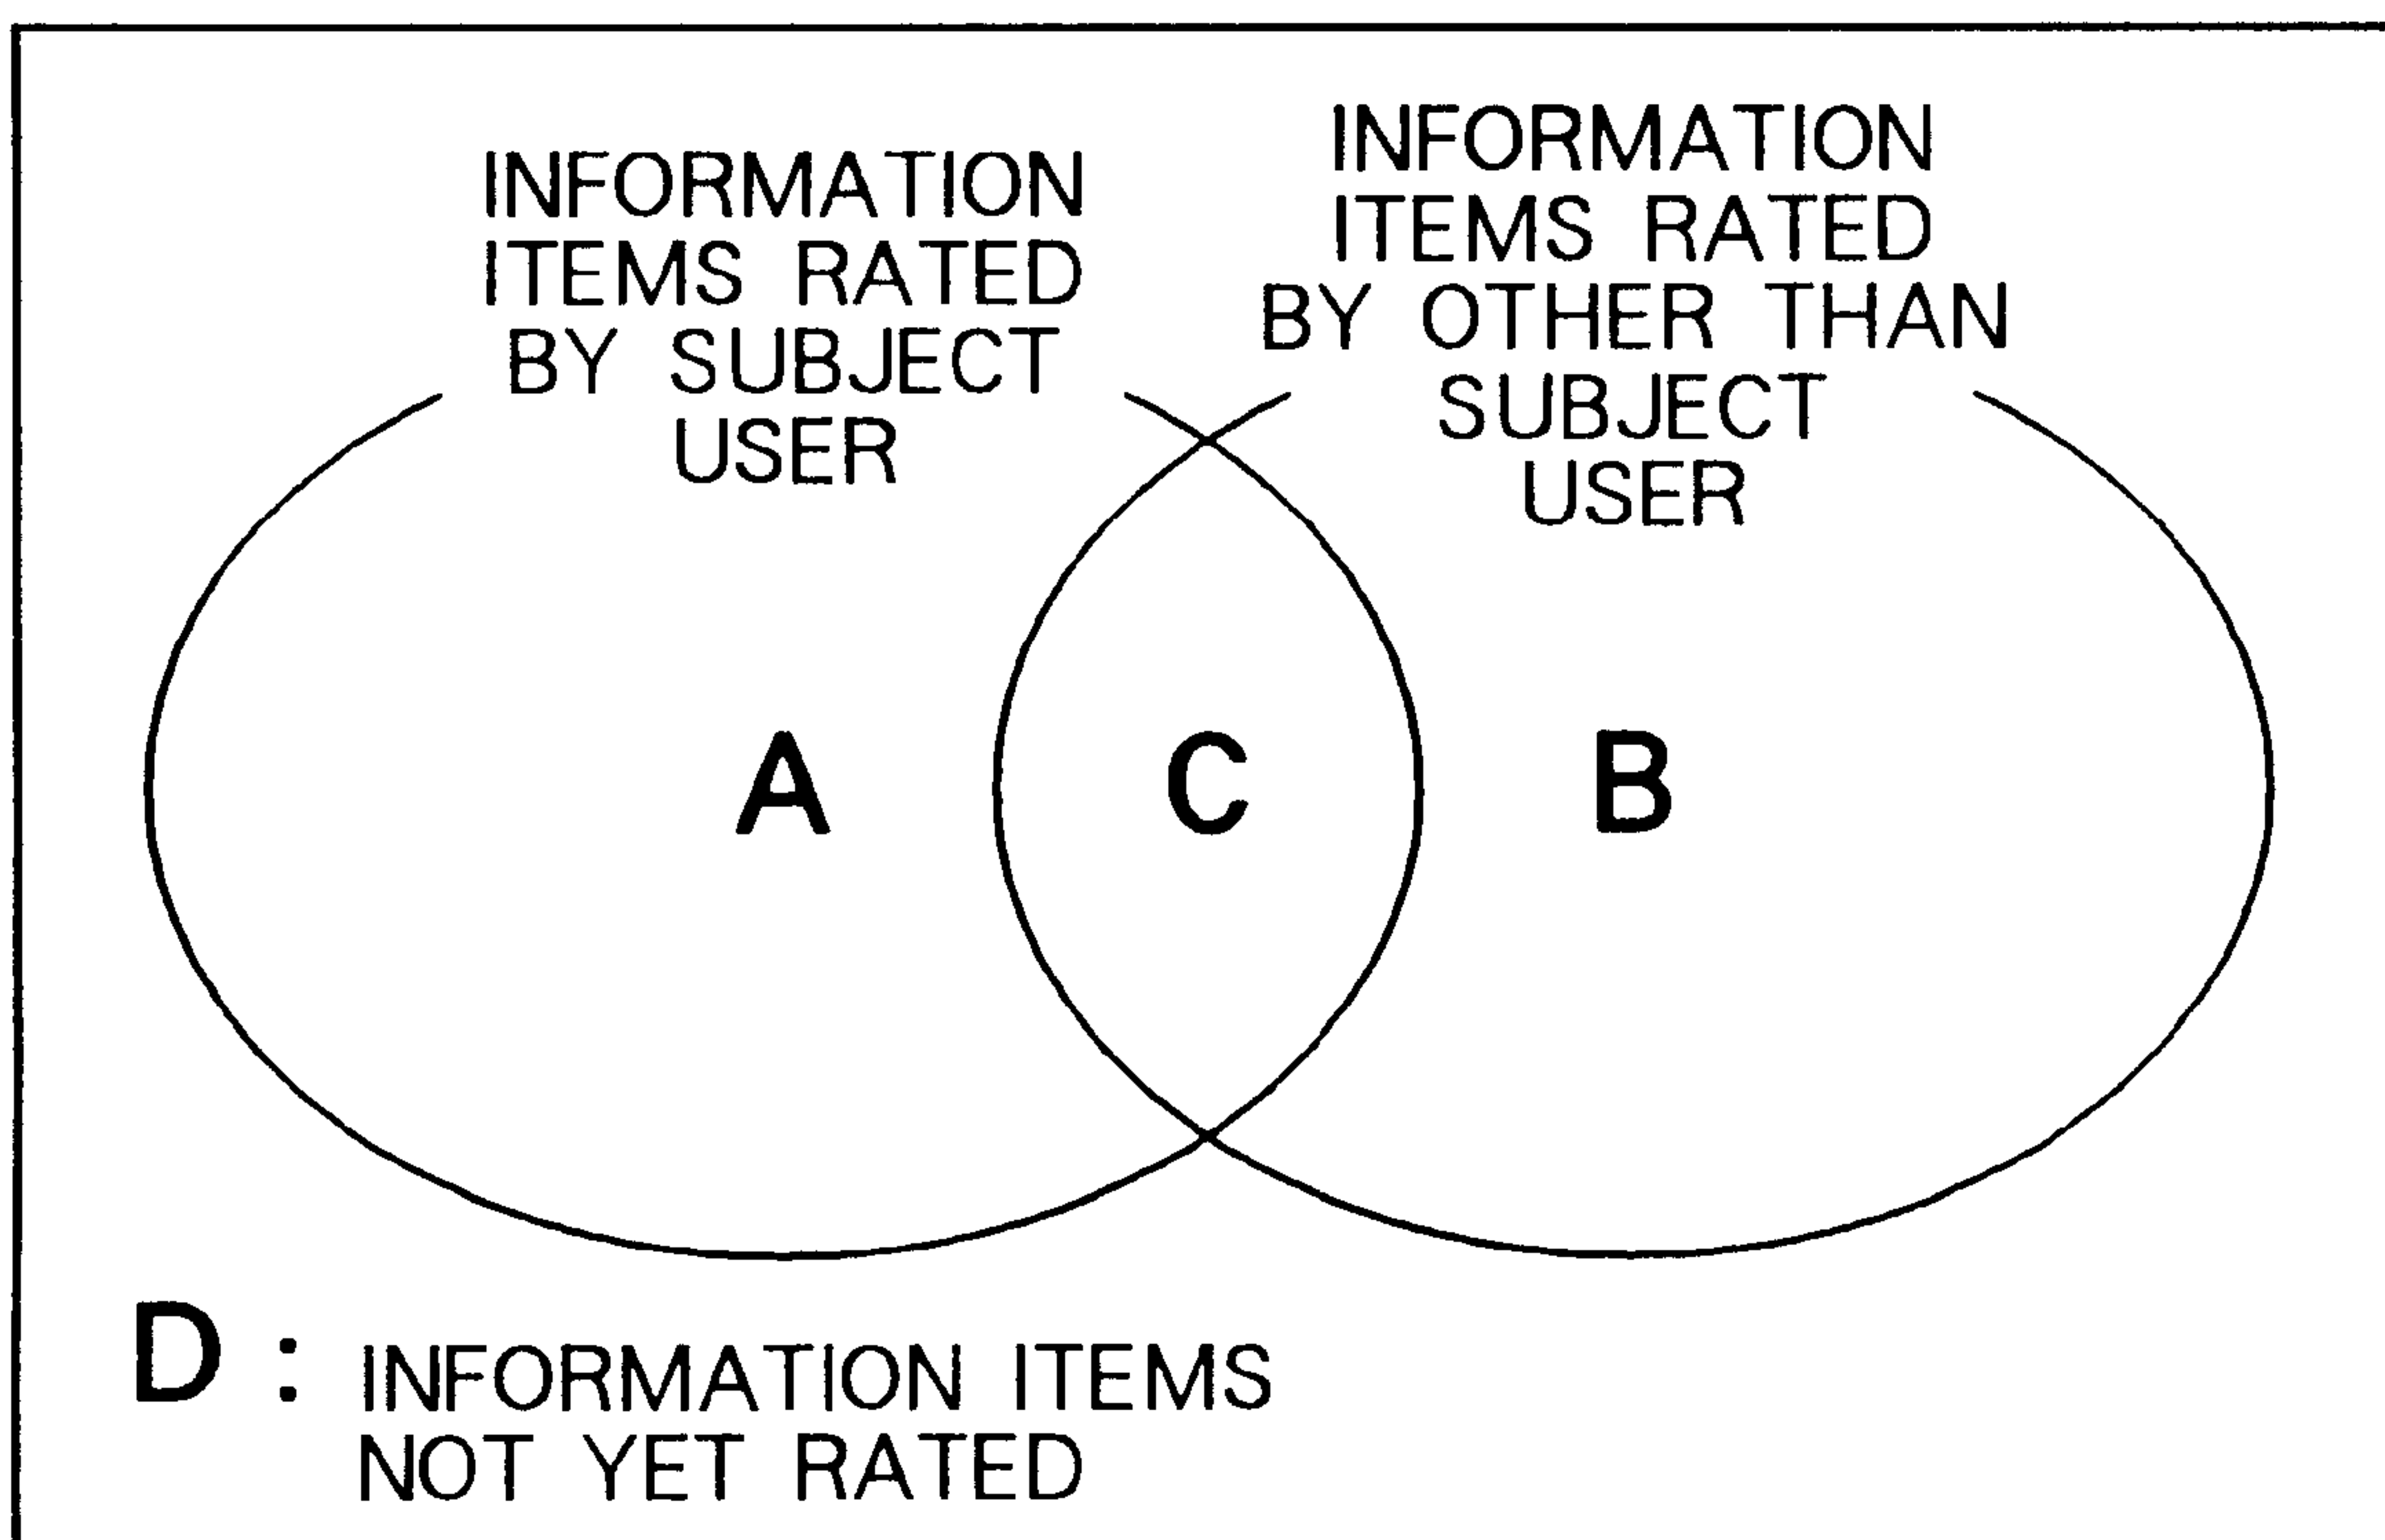 INFORMATION
ITEMS RATED
BY SUBJECT
USER
INFORMATION
ITEMS RATED
BY OTHER THAN
SUBJECT
USER
A
C
B
D : INFORMATION ITEMS
NOT YET RATED